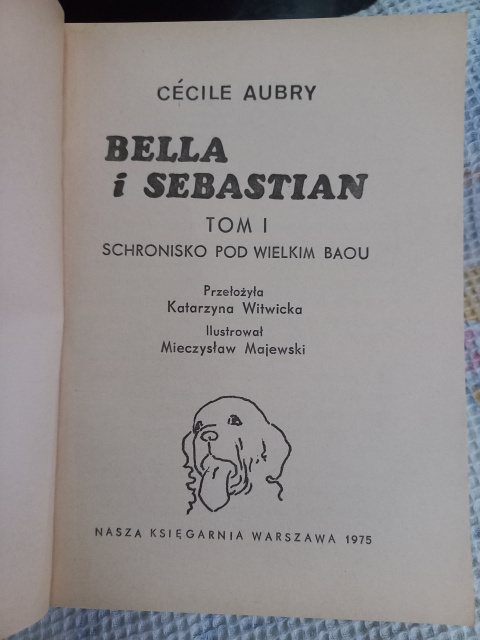 CÉCILE AUBRY
BELLA
i SEBASTIAN
TOM I
SCHRONISKO POD WIELKIM BAOU
Przełożyła
Katarzyna Witwicka
Ilustrował
Mieczysław Majewski
NASZA KSIĘGARNIA WARSZAWA 1975